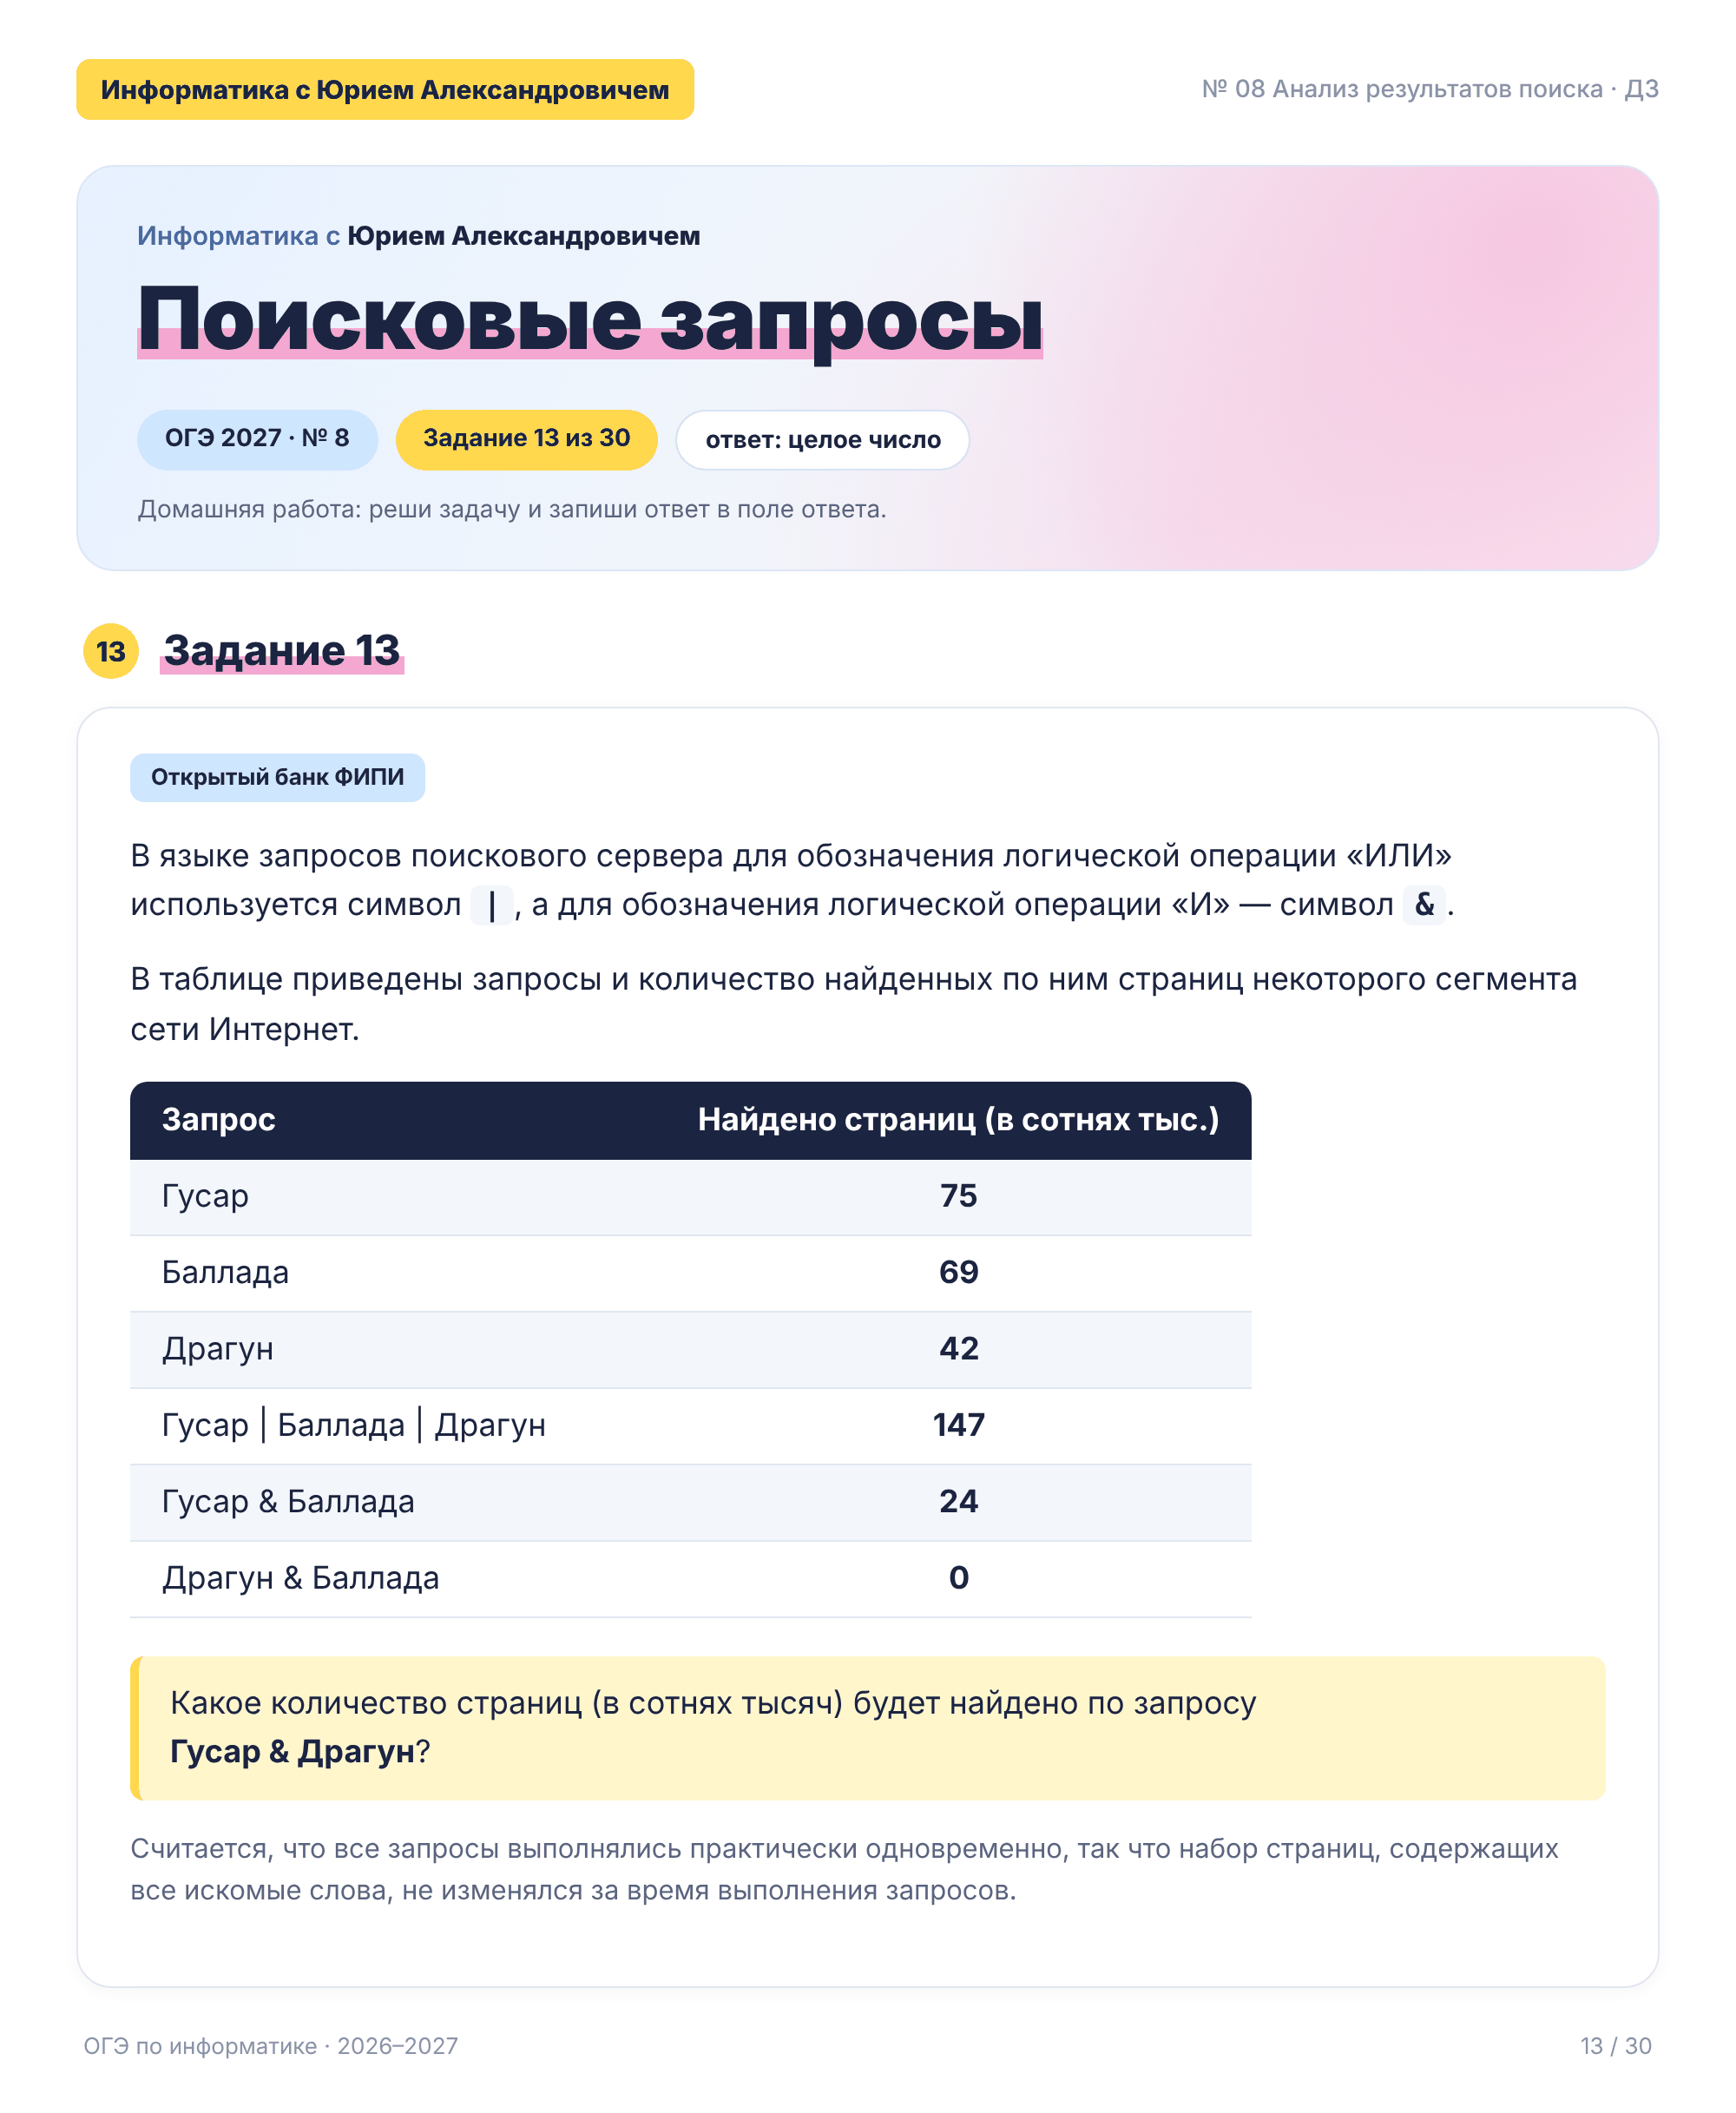 Информатика с Юрием Александровичем
№ 08 Анализ результатов поиска · ДЗ
Информатика с Юрием Александровичем
Поисковые запросы
ОГЭ 2027 · № 8
Задание 13 из 30
ответ: целое число
Домашняя работа: реши задачу и запиши ответ в поле ответа.
13
Задание 13
Открытый банк ФИПИ
В языке запросов поискового сервера для обозначения логической операции «ИЛИ»
используется символ |, а для обозначения логической операции «И» — символ &.
В таблице приведены запросы и количество найденных по ним страниц некоторого сегмента
сети Интернет.
Запрос Найдено страниц (в сотнях тыс.)
Гусар 75
Баллада 69
Драгун 42
Гусар | Баллада | Драгун 147
Гусар & Баллада 24
Драгун & Баллада 0
Какое количество страниц (в сотнях тысяч) будет найдено по запросу
Гусар & Драгун?
Считается, что все запросы выполнялись практически одновременно, так что набор страниц, содержащих
все искомые слова, не изменялся за время выполнения запросов.
ОГЭ по информатике · 2026–2027
13 / 30